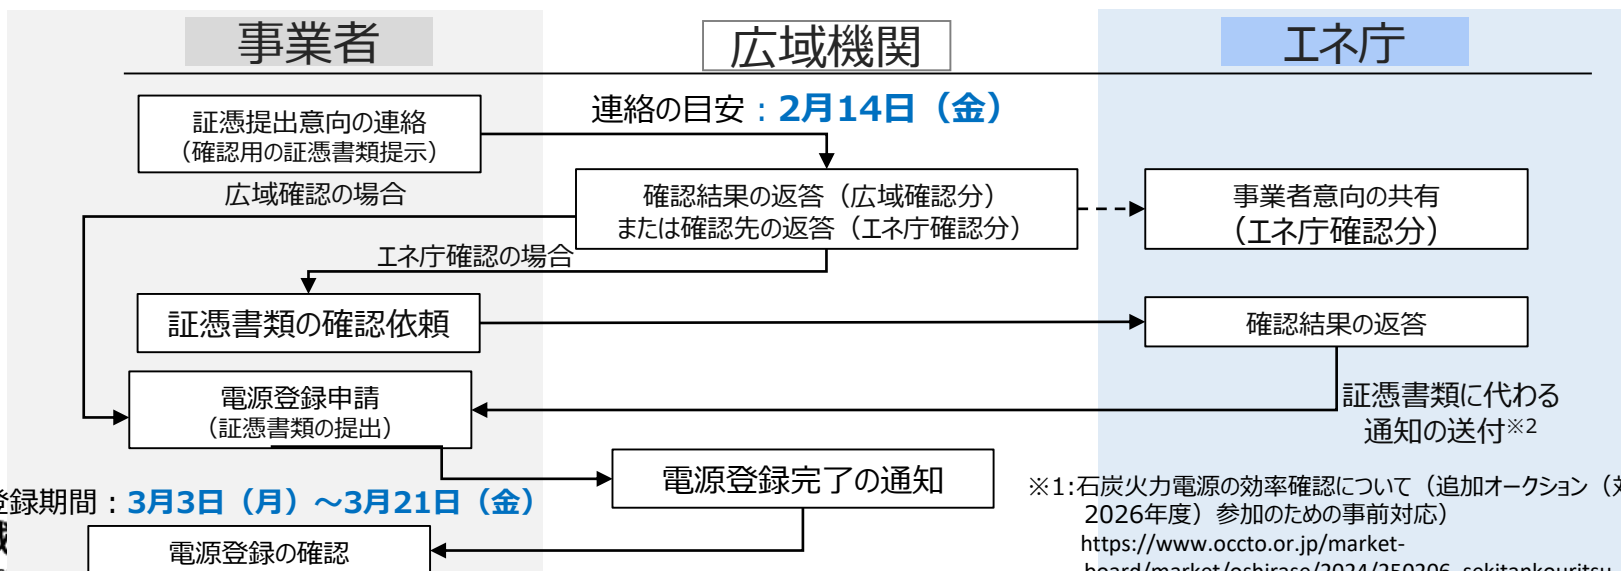 事業者
広域機関
エネ庁
証憑提出意向の連絡
（確認用の証憑書類提示）
連絡の目安：2月14日（金）
広域確認の場合
確認結果の返答（広域確認分）
または確認先の返答（エネ庁確認分）
事業者意向の共有
（エネ庁確認分）
エネ庁確認の場合
証憑書類の確認依頼
確認結果の返答
電源登録申請
（証憑書類の提出）
証憑書類に代わる
通知の送付※2
電源登録完了の通知
登録期間：3月3日（月）～3月21日（金）
電源登録の確認
※1:石炭火力電源の効率確認について（追加オークション（対
2026年度）参加のための事前対応）
https://www.occto.or.jp/market-
board/market/oshirase/2024/250206_sekitankouritsu